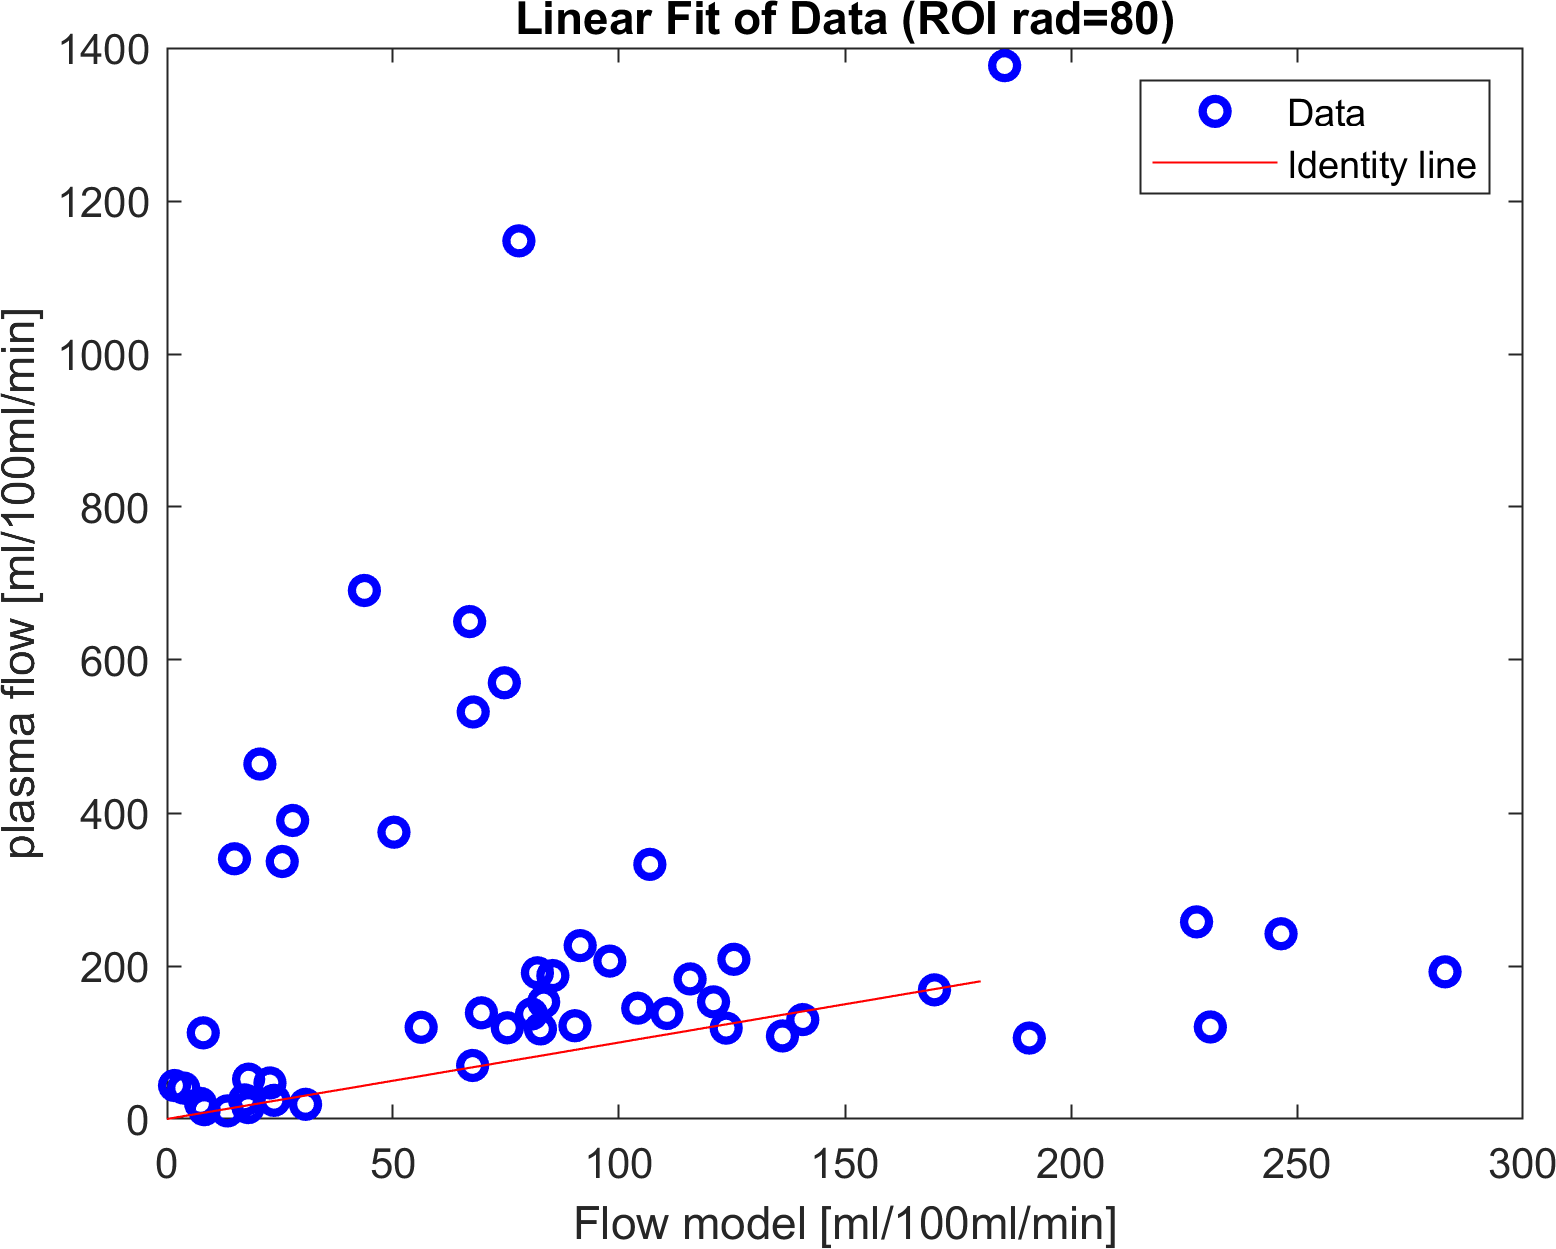 Linear Fit of Data (ROI rad=80)
1400
1200
1000
800
600
400
200
0
plasma flow [ml/100ml/min]
Data
Identity line
0 50 100 150 200 250 300
Flow model [ml/100ml/min]